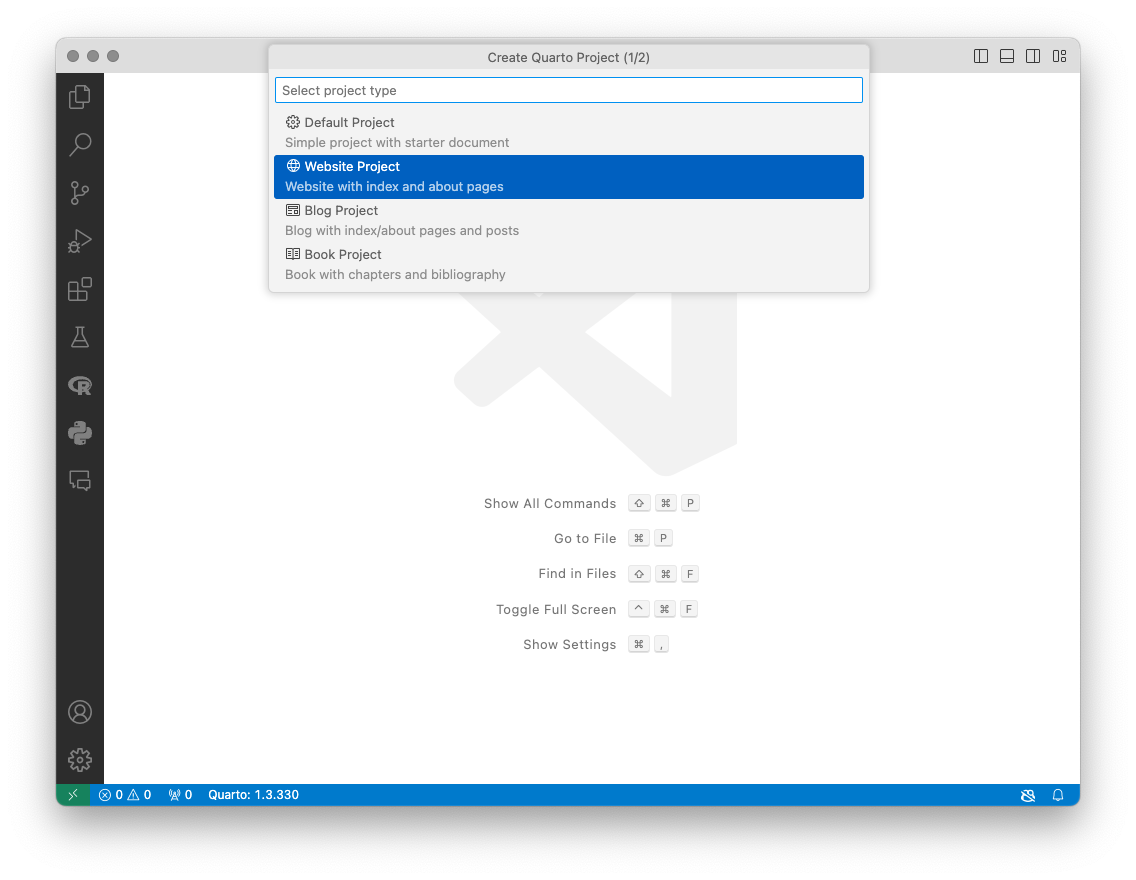 Create Quarto Project (1/2)
Select project type
Default Project
Simple project with starter document
Website Project
Website with index and about pages
Blog Project
Blog with index/about pages and posts
Book Project
Book with chapters and bibliography
Show All Commands ⇧ ⌘ P
Go to File ⌘ P
Find in Files ⇧ ⌘ F
Toggle Full Screen ^ ⌘ F
Show Settings ⌘ ,
0 0 0 Quarto: 1.3.330